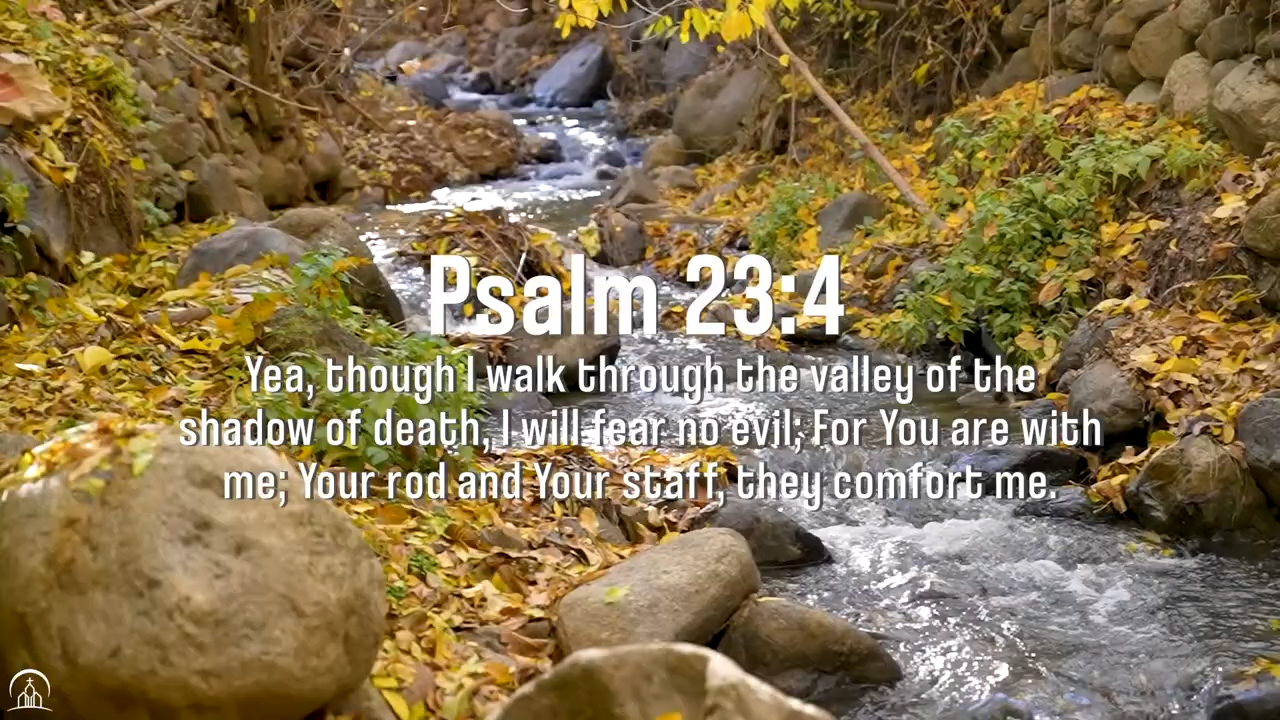 Psalm 23:4
Yea, though I walk through the valley of the
shadow of death, I will fear no evil; For You are with
me; Your rod and Your staff, they comfort me.